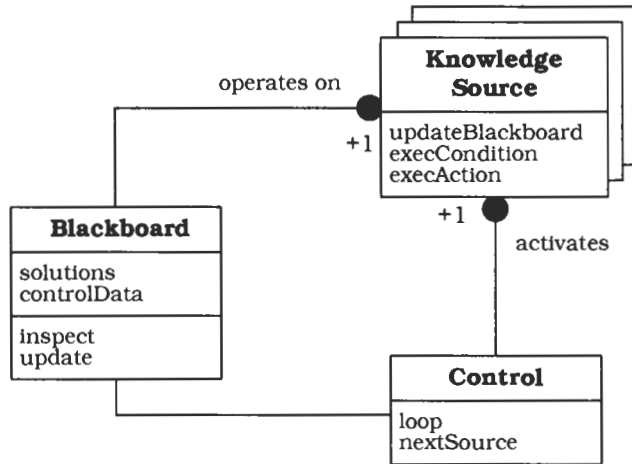 Knowledge
Source
operates on
+1
updateBlackboard
execCondition
execAction
+1
activates
Blackboard
solutions
controlData
inspect
update
Control
loop
nextSource